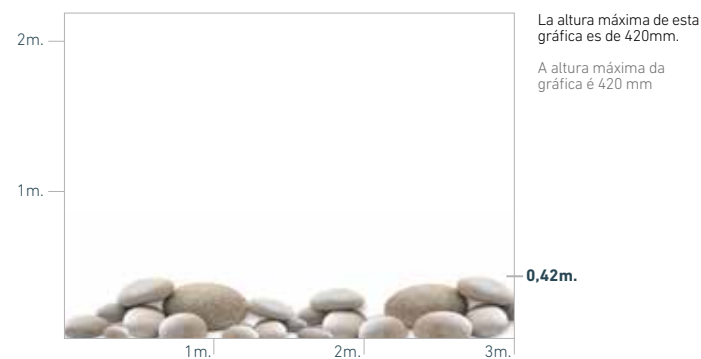 2m.
La altura máxima de esta
gráfica es de 420mm.
A altura máxima da
gráfica é 420 mm
1m.
0,42m.
1m.
2m.
3m.